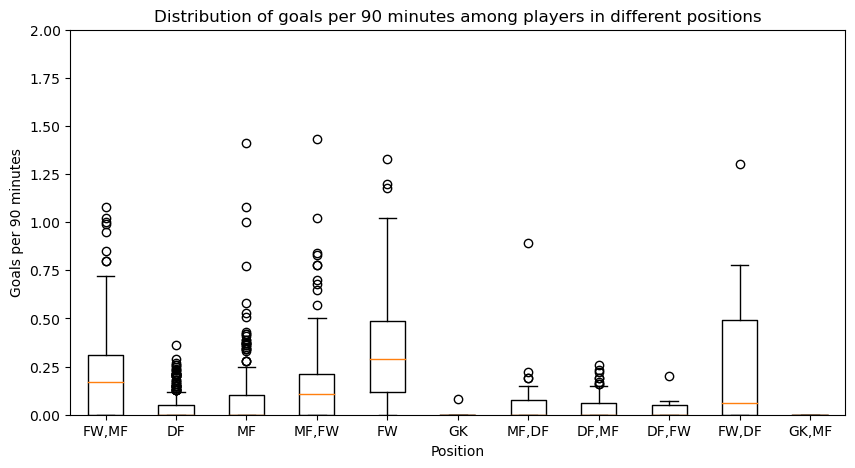 Distribution of goals per 90 minutes among players in different positions
2.00
1.75
1.50
1.25
1.00
0.75
0.50
0.25
0.00
Goals per 90 minutes
FW,MF DF MF MF,FW FW GK MF,DF DF,MF DF,FW FW,DF GK,MF
Position